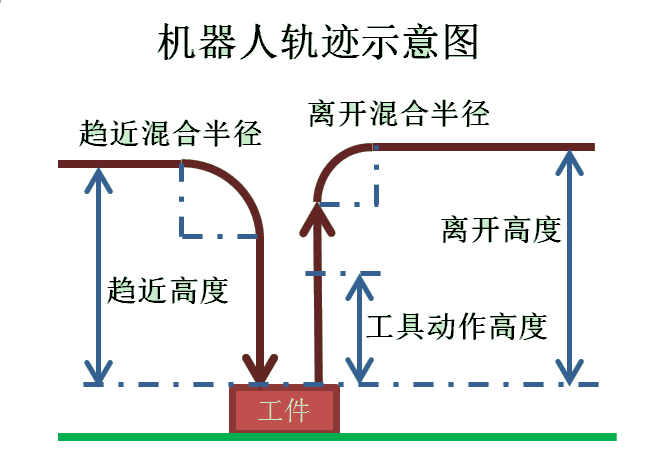 机器人轨迹示意图
离开混合半径
趋近混合半径
离开高度
趋近高度
工具动作高度
工件